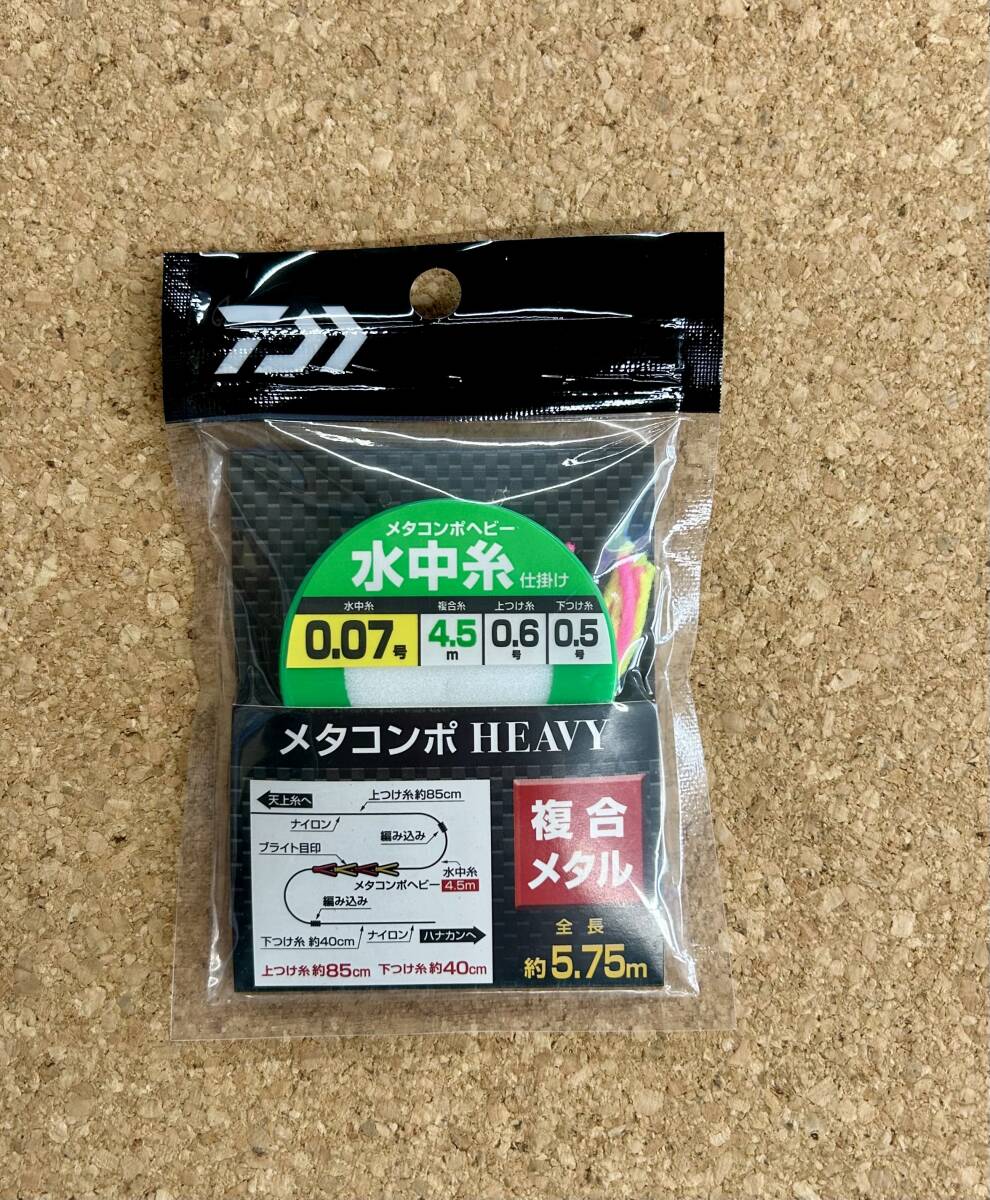 メタコンポヘビー
水中糸 仕掛け
水中糸 複合糸 上つけ糸 下つけ糸
0.07号 4.5m 0.6号 0.5号
メタコンポ HEAVY
天上糸へ
上つけ糸約85cm
ナイロン
編み込み
ブライト目印
水中糸
メタコンポヘビー 4.5m
編み込み
下つけ糸 約40cm
ナイロン
ハナカンへ
上つけ糸約85cm 下つけ糸約40cm
複合
メタル
全長
約5.75m